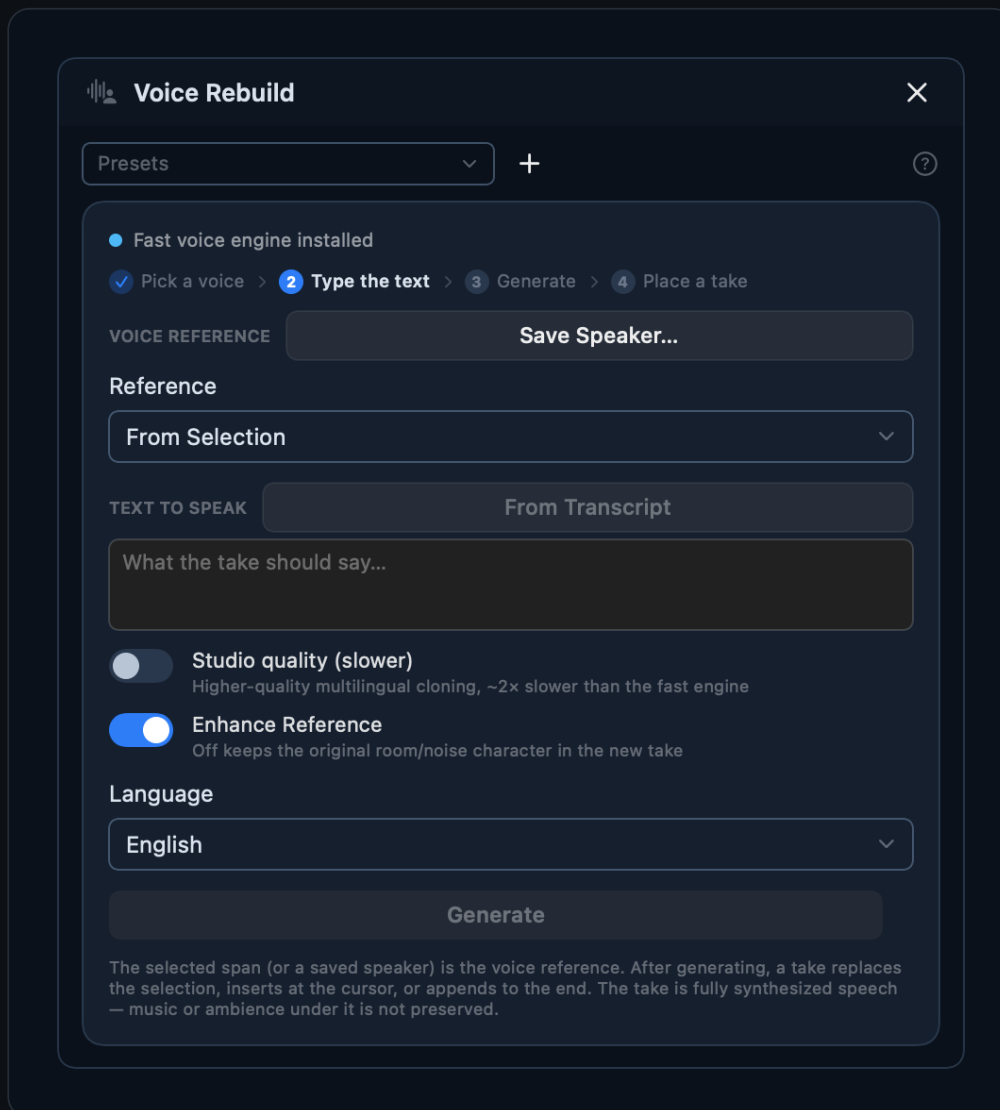 Voice Rebuild
Presets
?
Fast voice engine installed
Pick a voice
2 Type the text
3 Generate
4 Place a take
VOICE REFERENCE
Save Speaker...
Reference
From Selection
TEXT TO SPEAK
From Transcript
What the take should say...
Studio quality (slower)
Higher-quality multilingual cloning, ~2× slower than the fast engine
Enhance Reference
Off keeps the original room/noise character in the new take
Language
English
Generate
The selected span (or a saved speaker) is the voice reference. After generating, a take replaces
the selection, inserts at the cursor, or appends to the end. The take is fully synthesized speech
— music or ambience under it is not preserved.